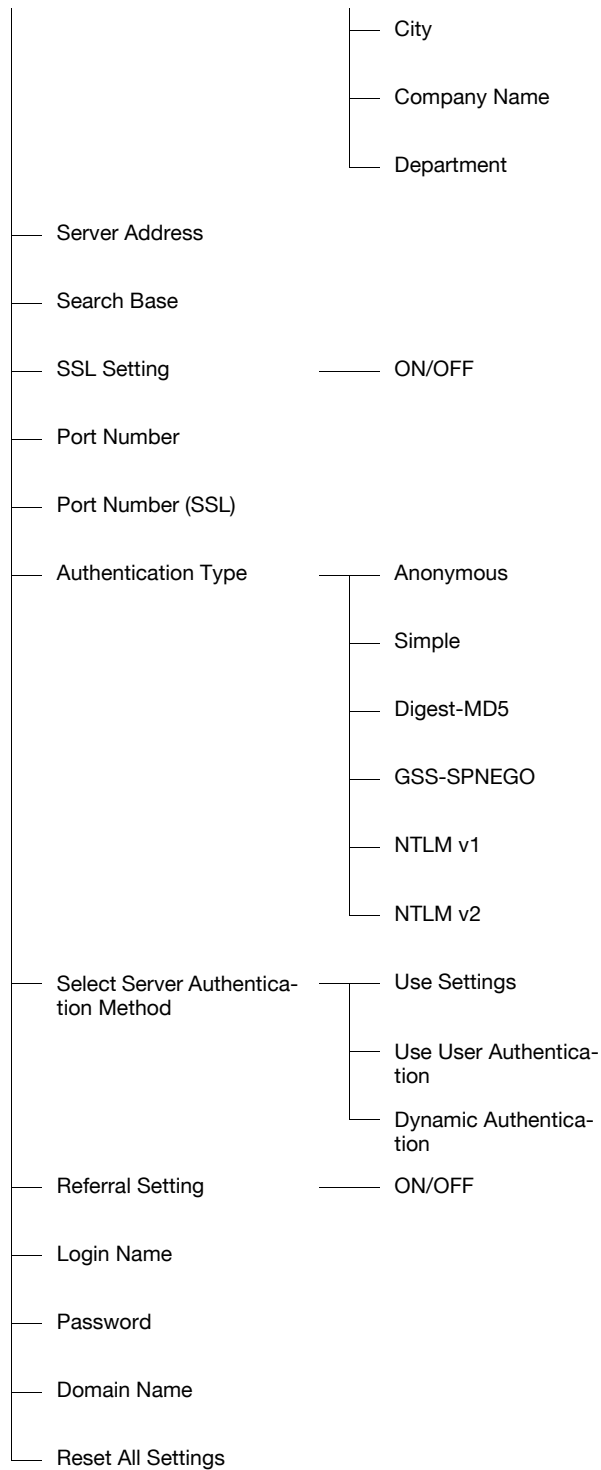 City
Company Name
Department
Server Address
Search Base
SSL Setting
ON/OFF
Port Number
Port Number (SSL)
Authentication Type
Anonymous
Simple
Digest-MD5
GSS-SPNEGO
NTLM v1
NTLM v2
Select Server Authentica-
tion Method
Use Settings
Use User Authentica-
tion
Dynamic Authentica-
tion
Referral Setting
ON/OFF
Login Name
Password
Domain Name
Reset All Settings